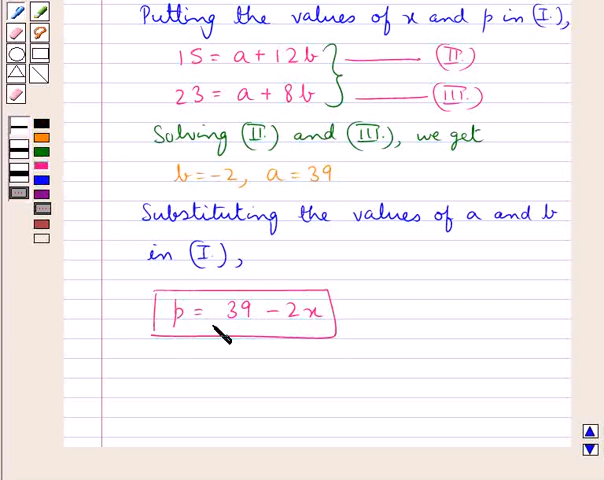 Putting the values of x and p in (I.),
15 = a + 12b (II.)
23 = a + 8b (III.)
Solving (II.) and (III.), we get
b = -2, a = 39
Substituting the values of a and b
in (I.),
p = 39 - 2x